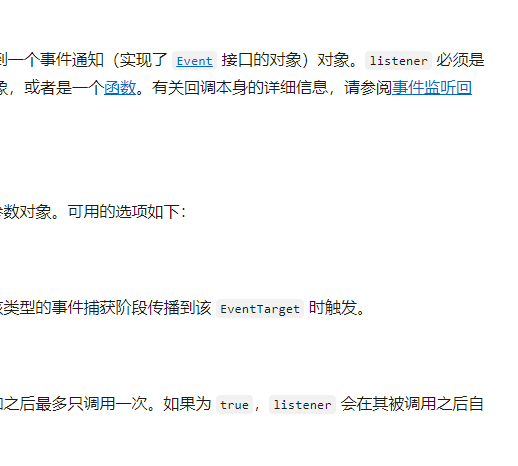 到一个事件通知（实现了 Event 接口的对象）对象。listener 必须是
象，或者是一个函数。有关回调本身的详细信息，请参阅事件监听回
参数对象。可用的选项如下：
该类型的事件捕获阶段传播到该 EventTarget 时触发。
加之后最多只调用一次。如果为 true，listener 会在其被调用之后自